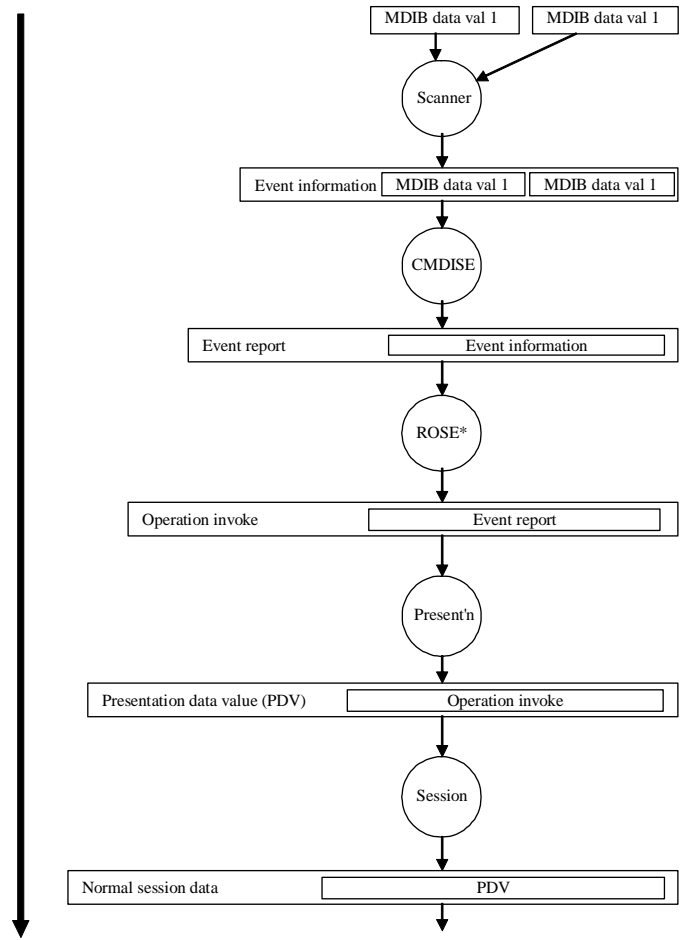 MDIB data val 1 MDIB data val 1
Scanner
Event information MDIB data val 1 MDIB data val 1
CMDISE
Event report Event information
ROSE*
Operation invoke Event report
Present'n
Presentation data value (PDV) Operation invoke
Session
Normal session data PDV